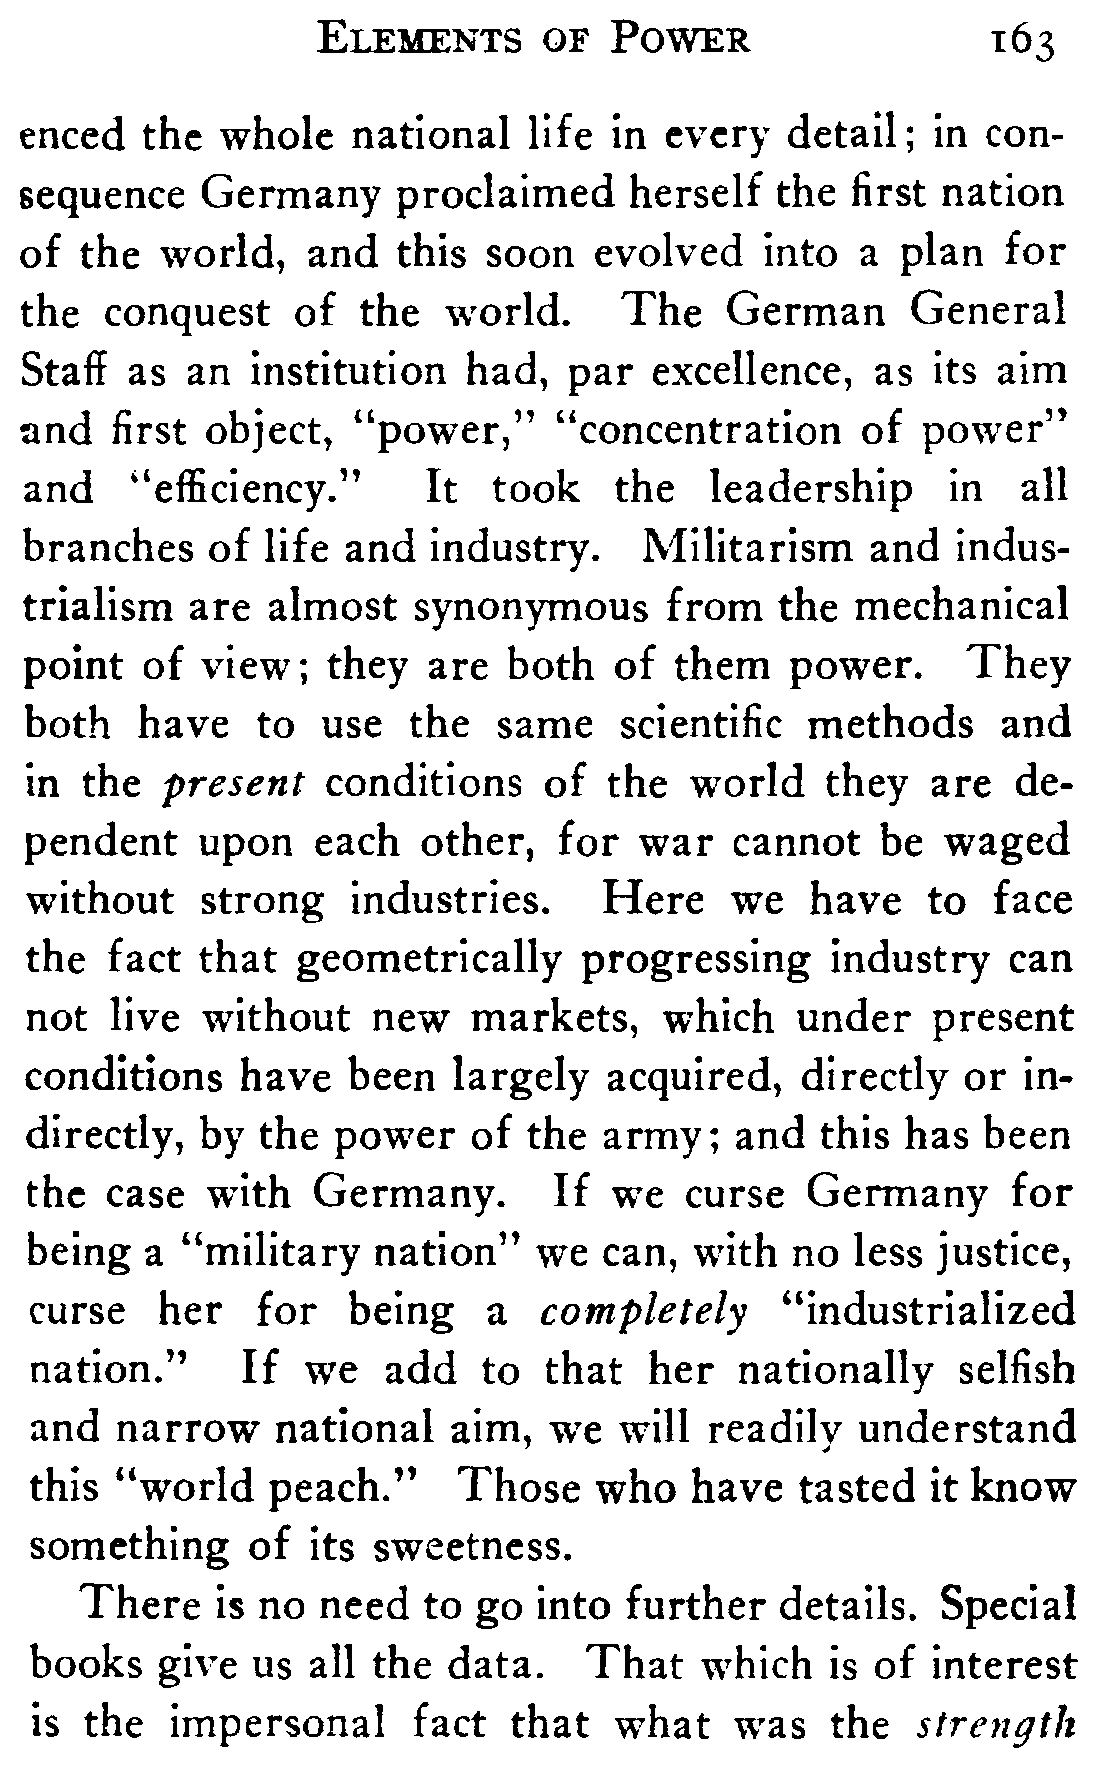 ELEMENTS OF POWER 163
enced the whole national life in every detail; in con-
sequence Germany proclaimed herself the first nation
of the world, and this soon evolved into a plan for
the conquest of the world. The German General
Staff as an institution had, par excellence, as its aim
and first object, “power,” “concentration of power”
and “efficiency.” It took the leadership in all
branches of life and industry. Militarism and indus-
trialism are almost synonymous from the mechanical
point of view; they are both of them power. They
both have to use the same scientific methods and
in the present conditions of the world they are de-
pendent upon each other, for war cannot be waged
without strong industries. Here we have to face
the fact that geometrically progressing industry can
not live without new markets, which under present
conditions have been largely acquired, directly or in-
directly, by the power of the army; and this has been
the case with Germany. If we curse Germany for
being a “military nation” we can, with no less justice,
curse her for being a completely “industrialized
nation.” If we add to that her nationally selfish
and narrow national aim, we will readily understand
this “world peach.” Those who have tasted it know
something of its sweetness.
There is no need to go into further details. Special
books give us all the data. That which is of interest
is the impersonal fact that what was the strength